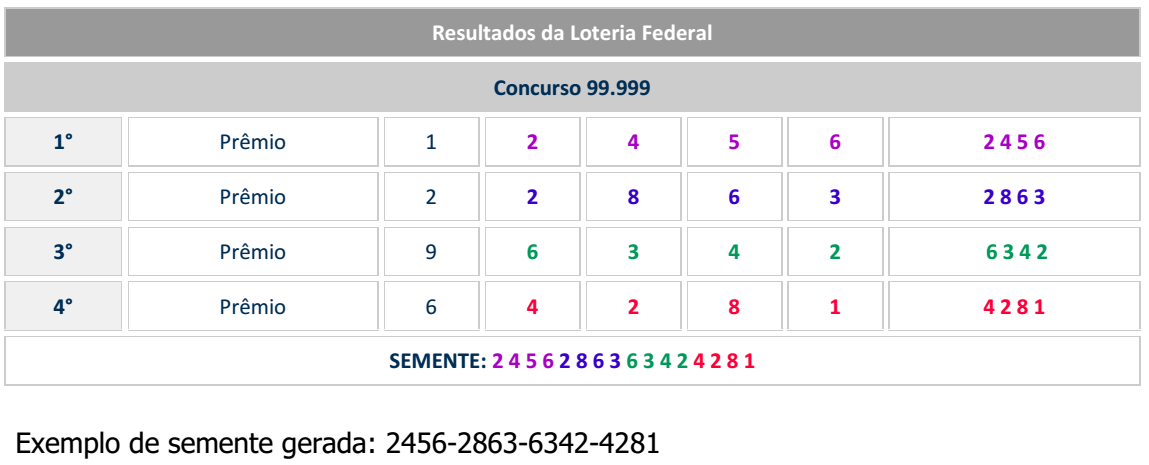 Resultados da Loteria Federal
Concurso 99.999
1° Prêmio 1 2 4 5 6 2 4 5 6
2° Prêmio 2 2 8 6 3 2 8 6 3
3° Prêmio 9 6 3 4 2 6 3 4 2
4° Prêmio 6 4 2 8 1 4 2 8 1
SEMENTE: 2 4 5 6 2 8 6 3 6 3 4 2 4 2 8 1
Exemplo de semente gerada: 2456-2863-6342-4281